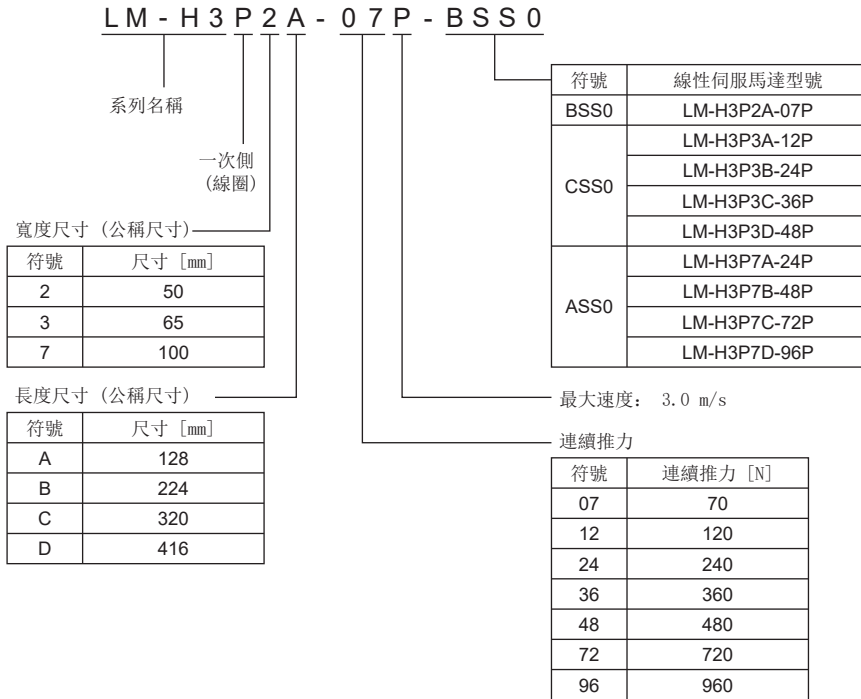 LM-H3P2A-07P-BSS0
系列名稱
一次側
(線圈)
寬度尺寸 (公稱尺寸)
符號 尺寸 [mm]
2 50
3 65
7 100
長度尺寸 (公稱尺寸)
符號 尺寸 [mm]
A 128
B 224
C 320
D 416
符號 線性伺服馬達型號
BSS0 LM-H3P2A-07P
CSS0 LM-H3P3A-12P
LM-H3P3B-24P
LM-H3P3C-36P
LM-H3P3D-48P
ASS0 LM-H3P7A-24P
LM-H3P7B-48P
LM-H3P7C-72P
LM-H3P7D-96P
最大速度: 3.0 m/s
連續推力
符號 連續推力 [N]
07 70
12 120
24 240
36 360
48 480
72 720
96 960